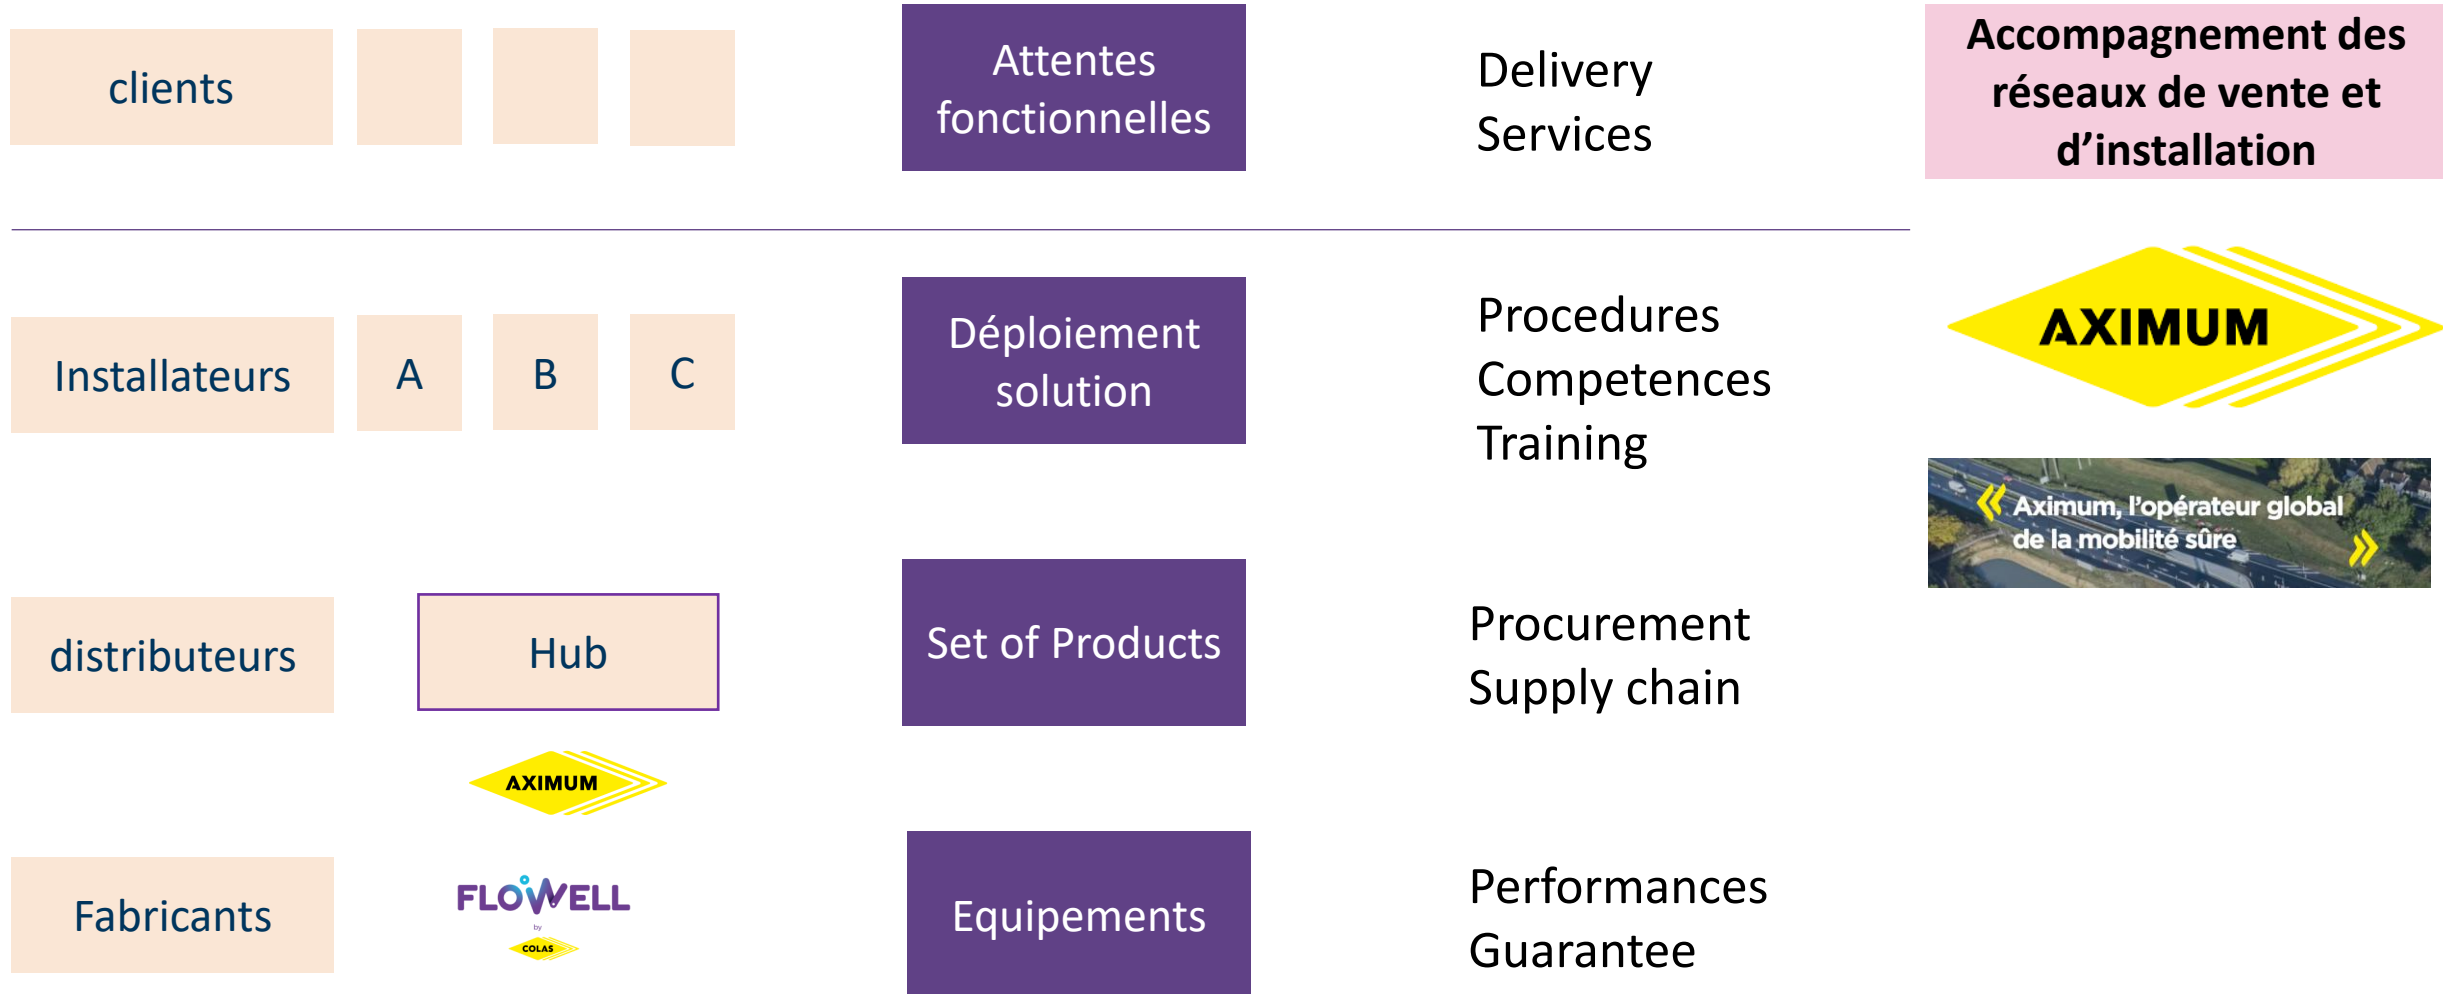 clients
Attentes
fonctionnelles
Delivery
Services
Accompagnement des
réseaux de vente et
d’installation
Installateurs
A
B
C
Déploiement
solution
Procedures
Competences
Training
AXIMUM
« Aximum, l’opérateur global
de la mobilité sûre »
distributeurs
Hub
Set of Products
Procurement
Supply chain
AXIMUM
Fabricants
FLOWELL
by
COLAS
Equipements
Performances
Guarantee